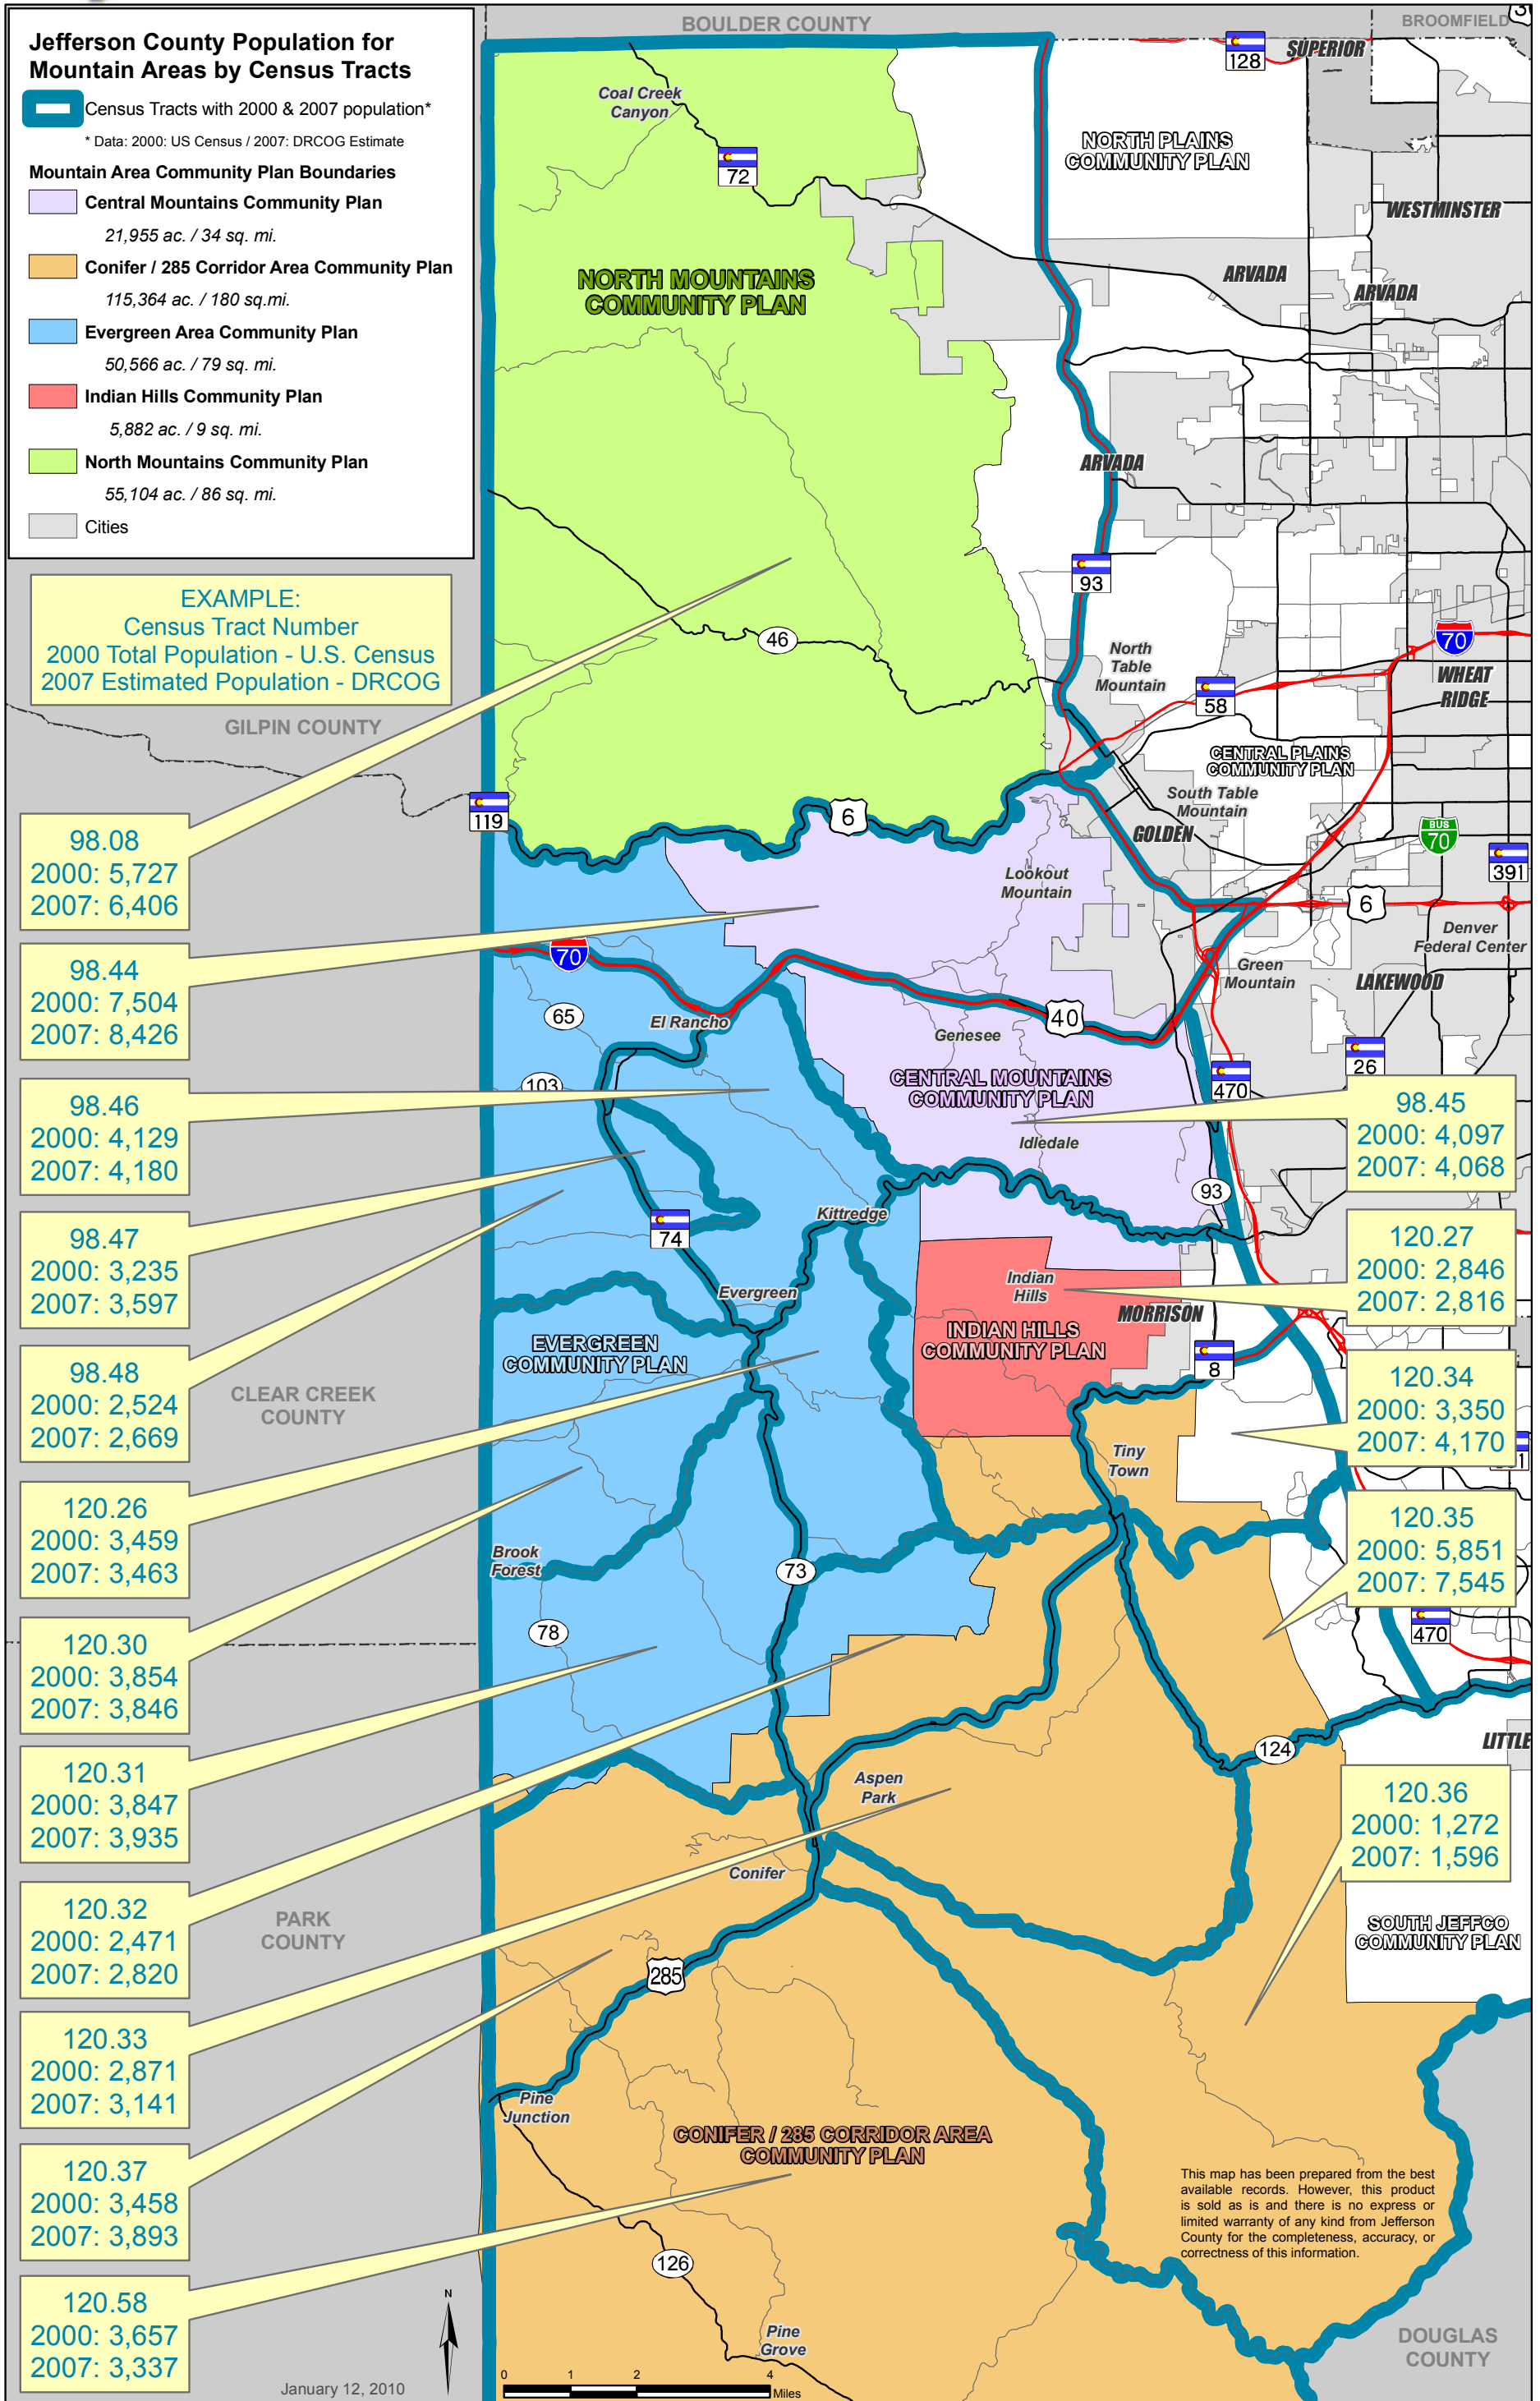 Jefferson County Population for
Mountain Areas by Census Tracts
Census Tracts with 2000 & 2007 population*
* Data: 2000: US Census / 2007: DRCOG Estimate
Mountain Area Community Plan Boundaries
Central Mountains Community Plan
21,955 ac. / 34 sq. mi.
Conifer / 285 Corridor Area Community Plan
115,364 ac. / 180 sq.mi.
Evergreen Area Community Plan
50,566 ac. / 79 sq. mi.
Indian Hills Community Plan
5,882 ac. / 9 sq. mi.
North Mountains Community Plan
55,104 ac. / 86 sq. mi.
Cities
EXAMPLE:
Census Tract Number
2000 Total Population - U.S. Census
2007 Estimated Population - DRCOG
BOULDER COUNTY
BROOMFIELD
128
SUPERIOR
Coal Creek
Canyon
72
NORTH PLAINS
COMMUNITY PLAN
WESTMINSTER
NORTH MOUNTAINS
COMMUNITY PLAN
ARVADA
ARVADA
ARVADA
93
46
North
Table
Mountain
70
WHEAT
RIDGE
58
GILPIN COUNTY
CENTRAL PLAINS
COMMUNITY PLAN
South Table
Mountain
119
6
GOLDEN
BUS
70
391
98.08
2000: 5,727
2007: 6,406
Lookout
Mountain
6
Denver
Federal Center
98.44
2000: 7,504
2007: 8,426
70
Green
Mountain
LAKEWOOD
65
El Rancho
40
Genesee
26
103
470
CENTRAL MOUNTAINS
COMMUNITY PLAN
98.46
2000: 4,129
2007: 4,180
98.45
2000: 4,097
2007: 4,068
Idledale
93
98.47
2000: 3,235
2007: 3,597
74
Kittredge
120.27
2000: 2,846
2007: 2,816
Indian
Hills
Evergreen
MORRISON
EVERGREEN
COMMUNITY PLAN
INDIAN HILLS
COMMUNITY PLAN
8
98.48
2000: 2,524
2007: 2,669
CLEAR CREEK
COUNTY
120.34
2000: 3,350
2007: 4,170
Tiny
Town
120.26
2000: 3,459
2007: 3,463
120.35
2000: 5,851
2007: 7,545
Brook
Forest
73
78
470
120.30
2000: 3,854
2007: 3,846
124
LITTLE
120.31
2000: 3,847
2007: 3,935
Aspen
Park
120.36
2000: 1,272
2007: 1,596
Conifer
120.32
2000: 2,471
2007: 2,820
PARK
COUNTY
SOUTH JEFFCO
COMMUNITY PLAN
285
120.33
2000: 2,871
2007: 3,141
Pine
Junction
CONIFER / 285 CORRIDOR AREA
COMMUNITY PLAN
120.37
2000: 3,458
2007: 3,893
This map has been prepared from the best
available records. However, this product
is sold as is and there is no express or
limited warranty of any kind from Jefferson
County for the completeness, accuracy, or
correctness of this information.
126
120.58
2000: 3,657
2007: 3,337
N
Pine
Grove
DOUGLAS
COUNTY
January 12, 2010
0 1 2 4
Miles